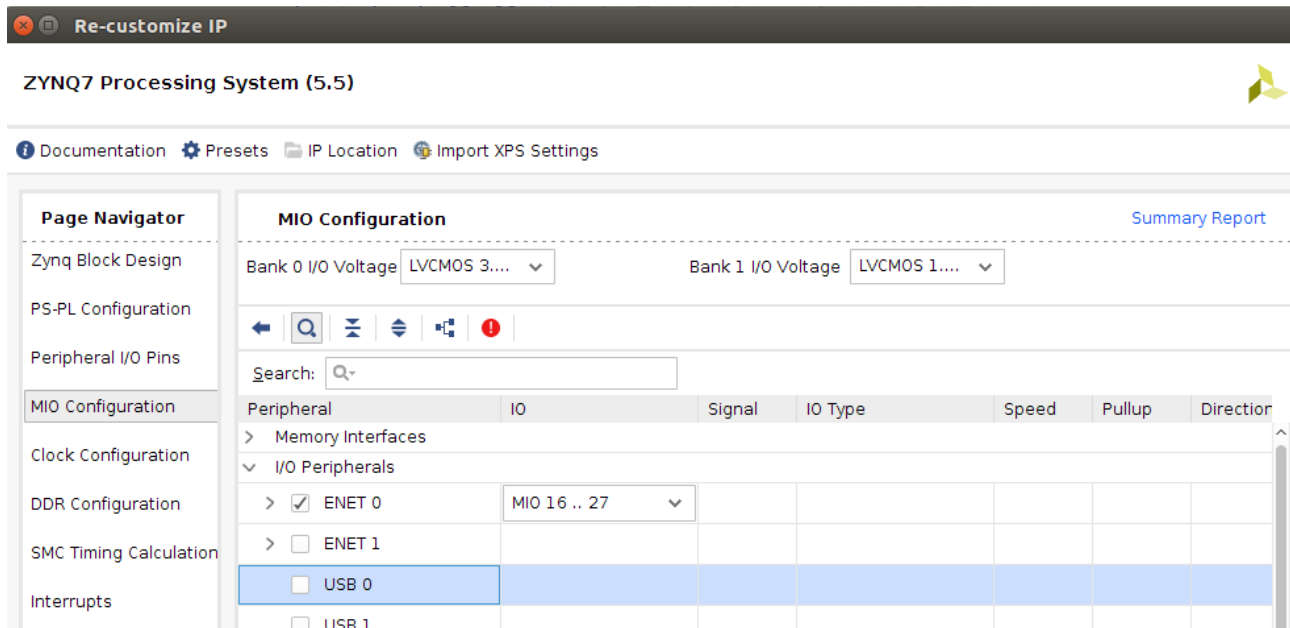 Re-customize IP
ZYNQ7 Processing System (5.5)
Documentation Presets IP Location Import XPS Settings
Page Navigator
Zynq Block Design
PS-PL Configuration
Peripheral I/O Pins
MIO Configuration
Clock Configuration
DDR Configuration
SMC Timing Calculation
Interrupts
MIO Configuration Summary Report
Bank 0 I/O Voltage LVCMOS 3.... Bank 1 I/O Voltage LVCMOS 1....
Search:
Peripheral IO Signal IO Type Speed Pullup Direction
Memory Interfaces
I/O Peripherals
ENET 0 MIO 16 .. 27
ENET 1
USB 0
USB 1